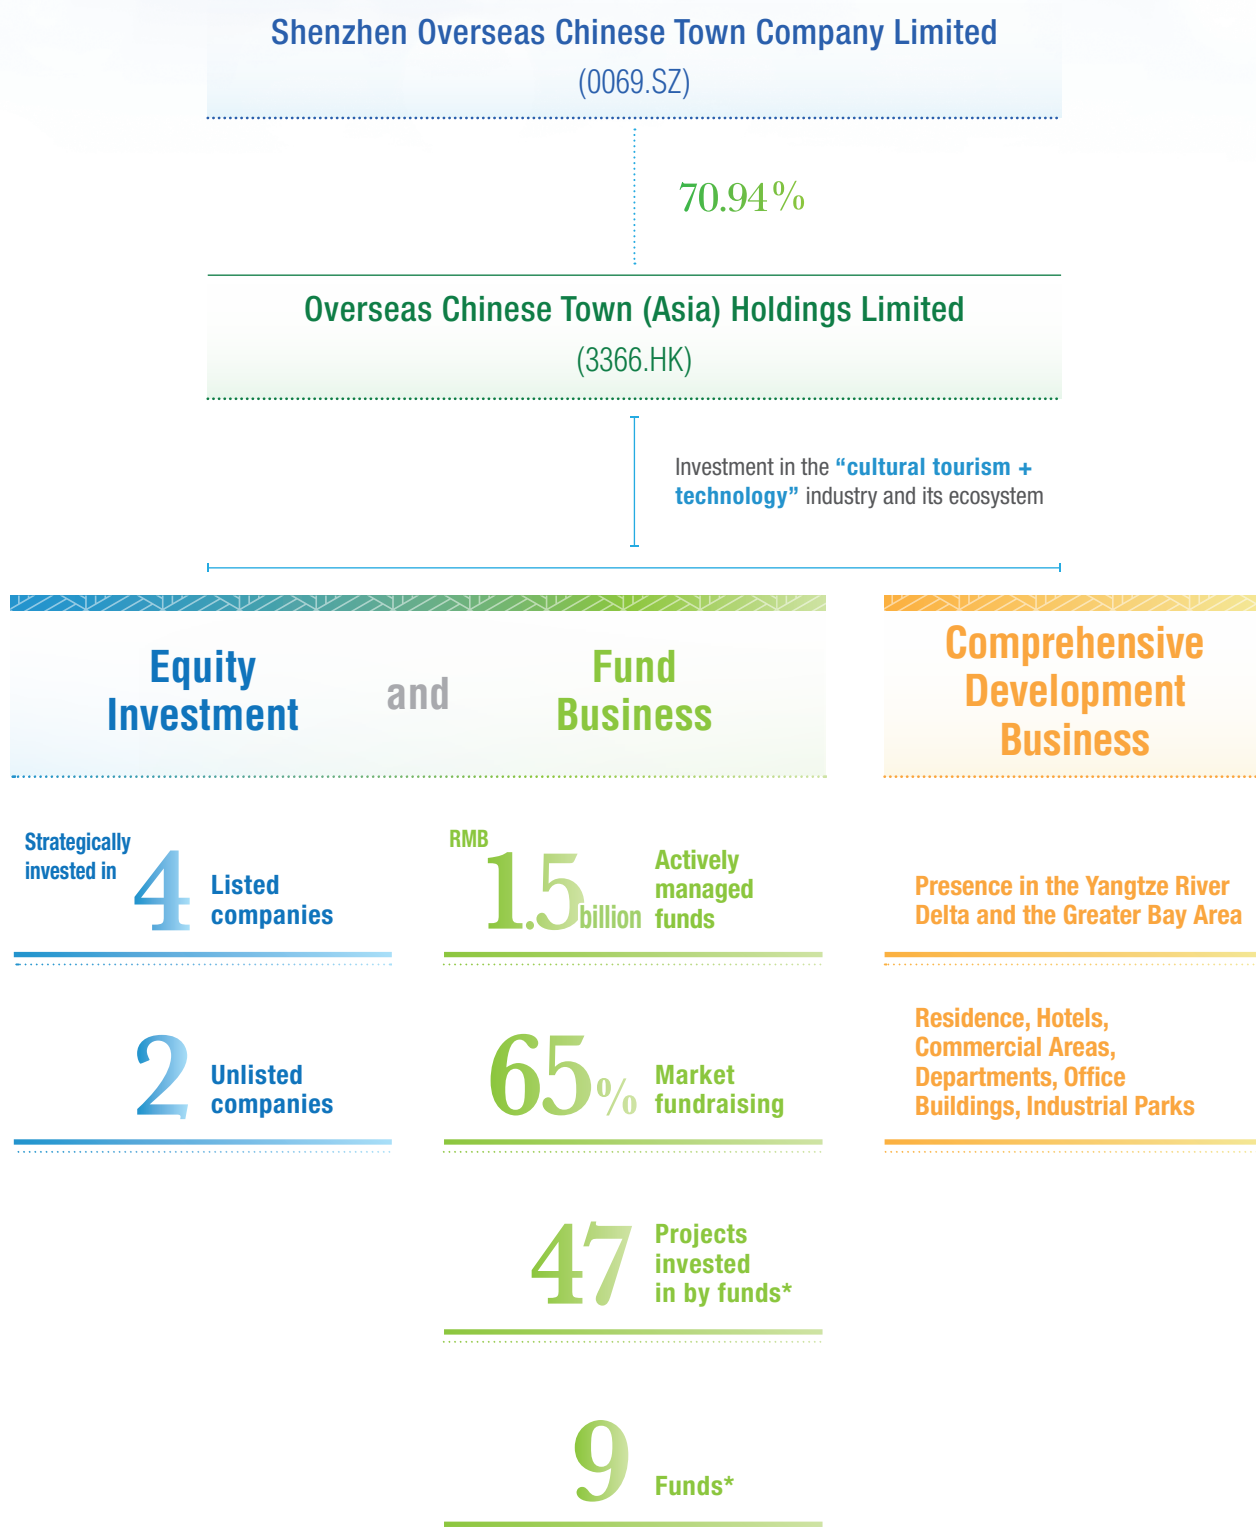 Shenzhen Overseas Chinese Town Company Limited
(0069.SZ)
70.94%
Overseas Chinese Town (Asia) Holdings Limited
(3366.HK)
Investment in the “cultural tourism +
technology” industry and its ecosystem
Equity
Investment
and
Fund
Business
Comprehensive
Development
Business
Strategically
invested in
4
Listed
companies
2
Unlisted
companies
RMB
1.5
billion
Actively
managed
funds
65%
Market
fundraising
47
Projects
invested
in by funds*
9
Funds*
Presence in the Yangtze River
Delta and the Greater Bay Area
Residence, Hotels,
Commercial Areas,
Departments, Office
Buildings, Industrial Parks